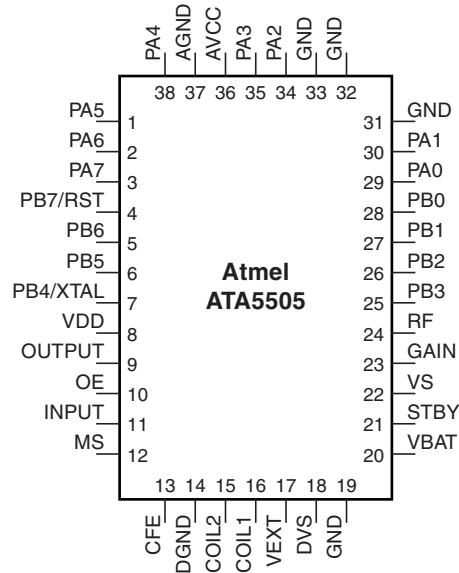 PA4 AGND AVCC PA3 PA2 GND GND
38 37 36 35 34 33 32
PA5 1 31 GND
PA6 2 30 PA1
PA7 3 29 PA0
PB7/RST 4 28 PB0
PB6 5 27 PB1
PB5 6 26 PB2
PB4/XTAL 7 25 PB3
VDD 8 24 RF
OUTPUT 9 23 GAIN
OE 10 22 VS
INPUT 11 21 STBY
MS 12 20 VBAT
Atmel
ATA5505
13 14 15 16 17 18 19
CFE DGND COIL2 COIL1 VEXT DVS GND